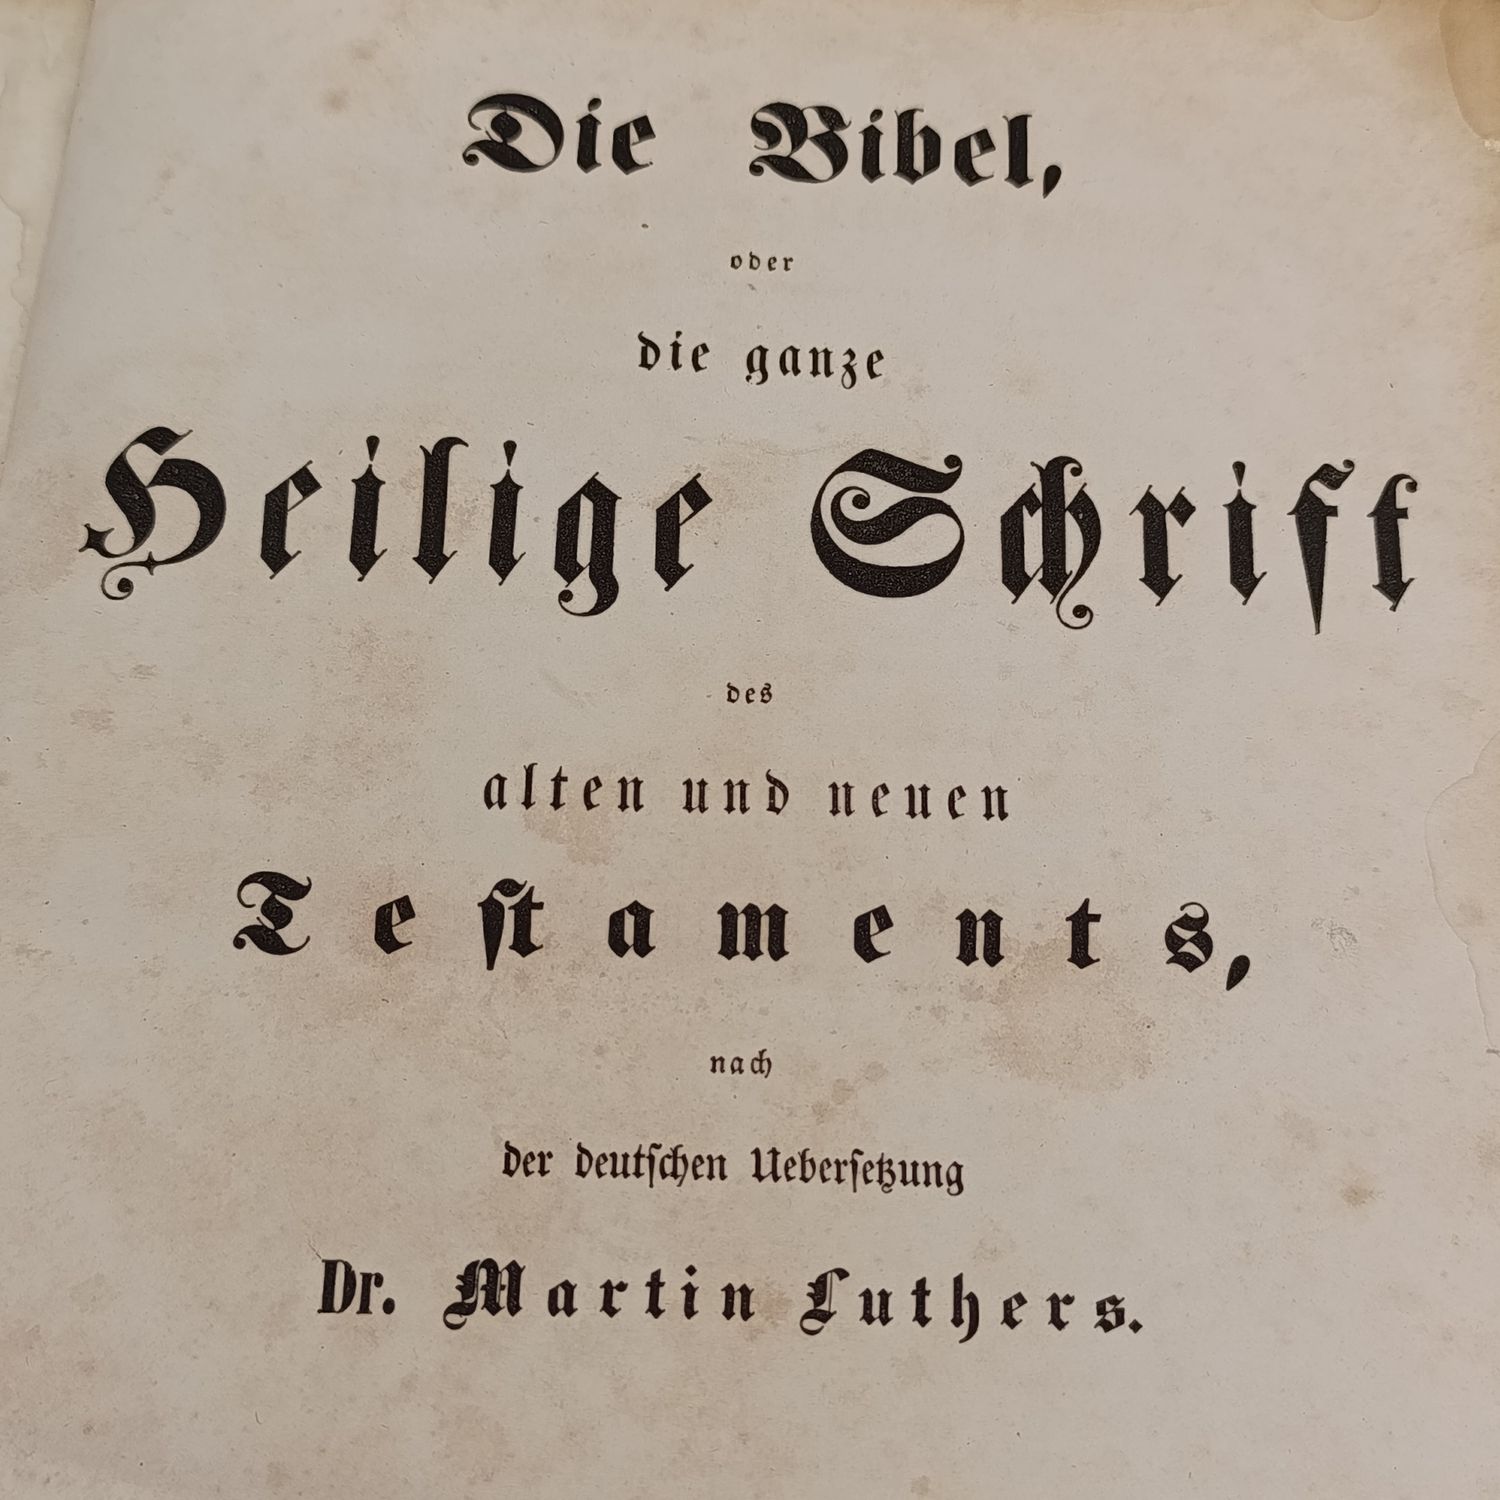 Die Bibel,
oder
die ganze
Heilige Schrift
des
alten und neuen
Teſtaments,
nach
der deutſchen Ueberſetzung
Dr. Martin Luthers.